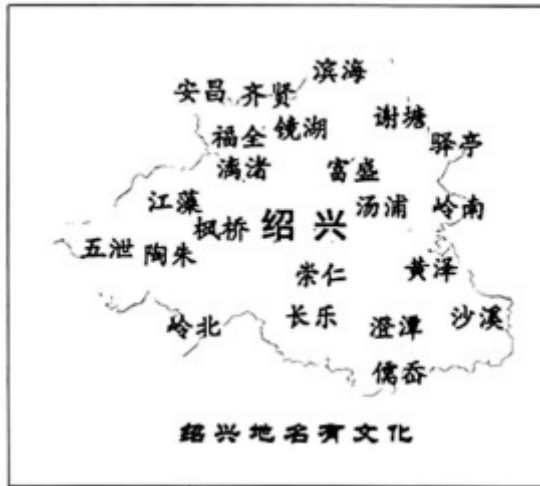 滨海
安昌 齐贤
谢塘
福全 镜湖
驿亭
漓渚 富盛
江藻 汤浦 岭南
枫桥 绍兴
五泄 陶朱
崇仁 黄泽
岭北 长乐 澄潭 沙溪
儒岙
绍兴地名有文化